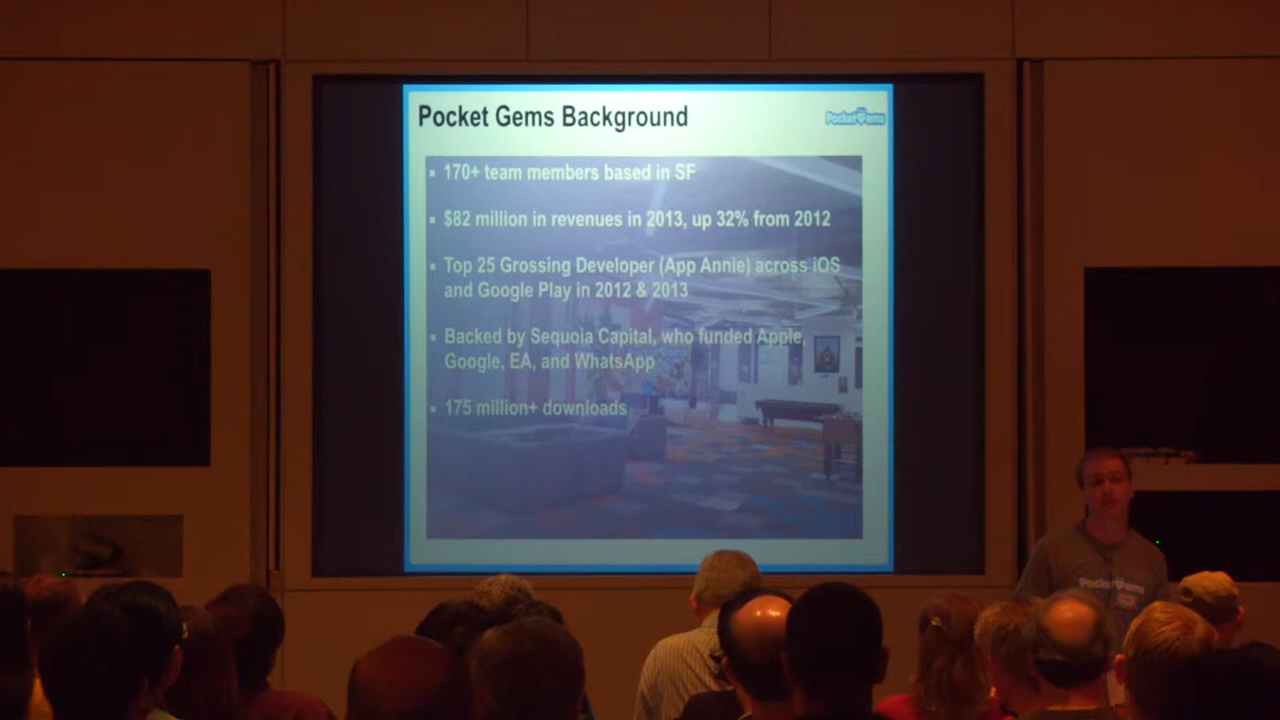 Pocket Gems Background
PocketGems
▪ 170+ team members based in SF
▪ $82 million in revenues in 2013, up 32% from 2012
▪ Top 25 Grossing Developer (App Annie) across iOS
and Google Play in 2012 & 2013
▪ Backed by Sequoia Capital, who funded Apple,
Google, EA, and WhatsApp
▪ 175 million+ downloads
PocketGems